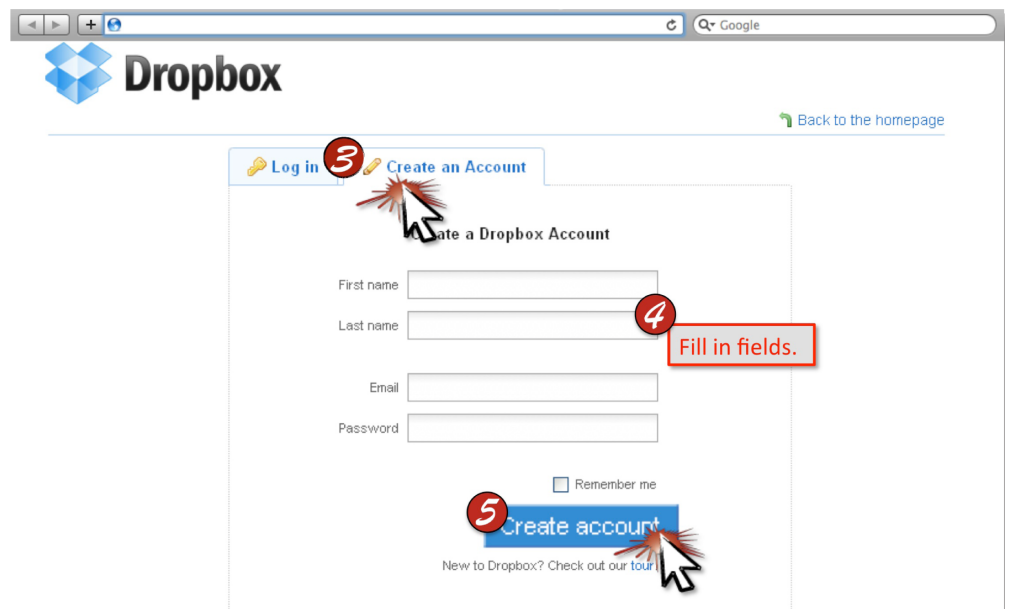 Google
Dropbox
Back to the homepage
3
Log in
Create an Account
Create a Dropbox Account
First name
4
Last name
Fill in fields.
Email
Password
Remember me
5
Create account
New to Dropbox? Check out our tour